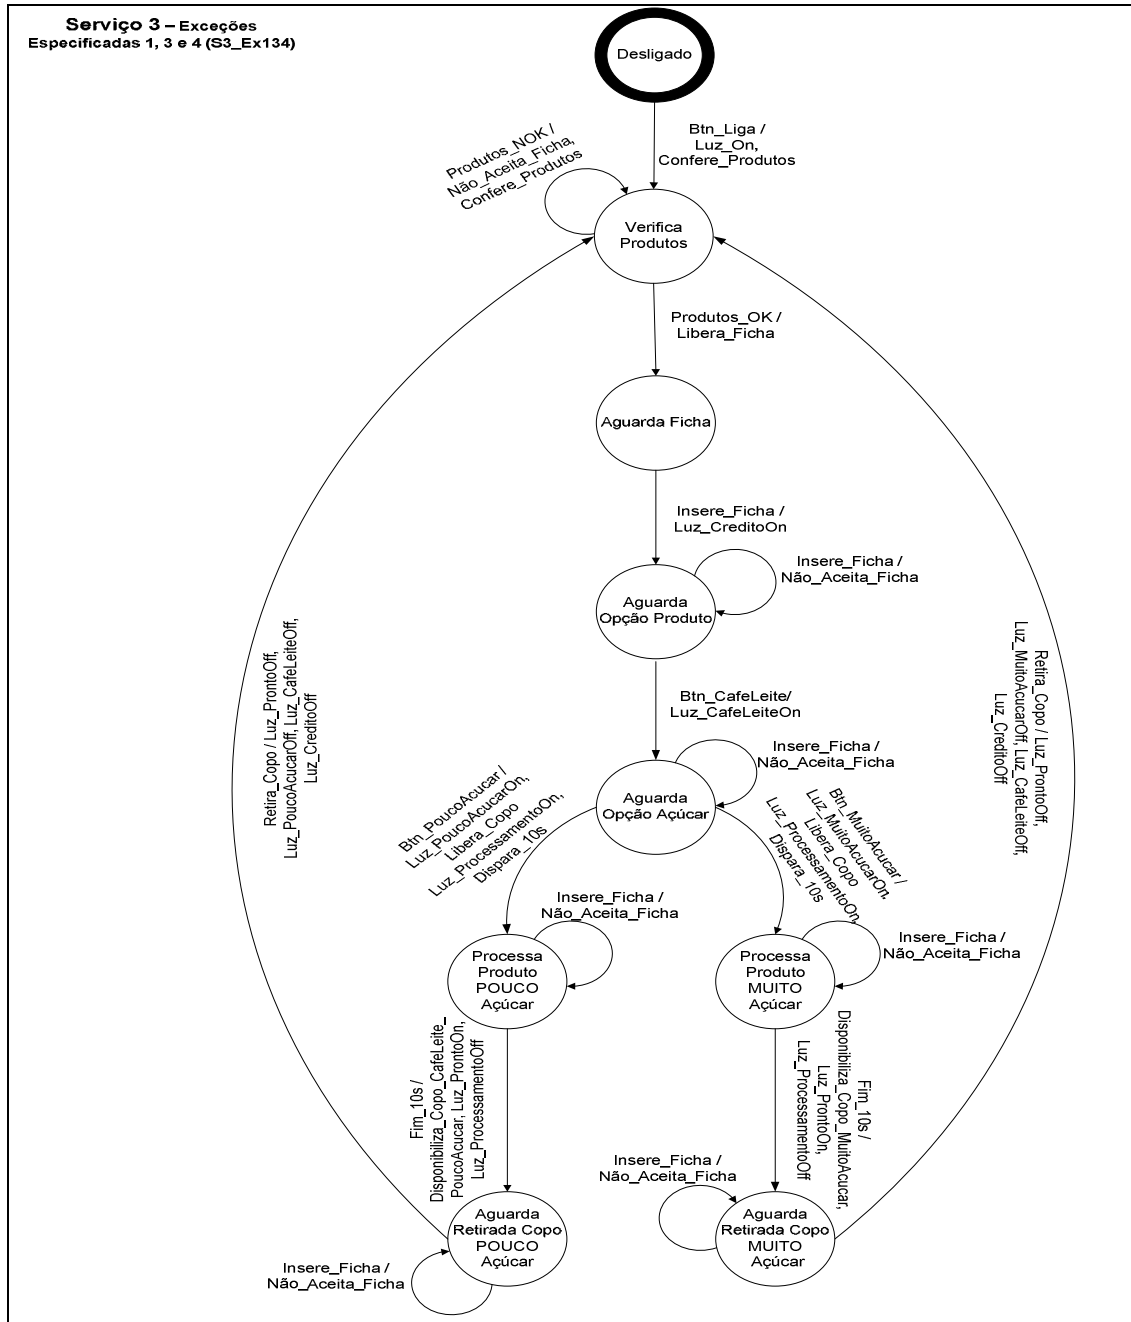 Serviço 3 – Exceções
Especificadas 1, 3 e 4 (S3_Ex134)
Desligado
Btn_Liga /
Luz_On,
Confere_Produtos
Produtos_NOK /
Não_Aceita_Ficha,
Confere_Produtos
Verifica
Produtos
Produtos_OK /
Libera_Ficha
Aguarda Ficha
Insere_Ficha /
Luz_CreditoOn
Insere_Ficha /
Não_Aceita_Ficha
Aguarda
Opção Produto
Btn_CafeLeite/
Luz_CafeLeiteOn
Insere_Ficha /
Não_Aceita_Ficha
Aguarda
Opção Açúcar
Retira_Copo / Luz_ProntoOff,
Luz_PoucoAcucarOff, Luz_CafeLeiteOff,
Luz_CreditoOff
Retira_Copo / Luz_ProntoOff,
Luz_MuitoAcucarOff, Luz_CafeLeiteOff,
Luz_CreditoOff
Btn_PoucoAcucar /
Luz_PoucoAcucarOn,
Libera_Copo
Luz_ProcessamentoOn,
Dispara_10s
Btn_MuitoAcucar /
Luz_MuitoAcucarOn.
Libera_Copo
Luz_ProcessamentoOn,
Dispara_10s
Insere_Ficha /
Não_Aceita_Ficha
Insere_Ficha /
Não_Aceita_Ficha
Processa
Produto
POUCO
Açúcar
Processa
Produto
MUITO
Açúcar
Fim_10s /
Disponibiliza_Copo_CafeLeite_
PoucoAcucar, Luz_ProntoOn,
Luz_ProcessamentoOff
Fim_10s /
Disponibiliza_Copo_MuitoAcucar,
Luz_ProntoOn,
Luz_ProcessamentoOff
Insere_Ficha /
Não_Aceita_Ficha
Aguarda
Retirada Copo
POUCO
Açúcar
Aguarda
Retirada Copo
MUITO
Açúcar
Insere_Ficha /
Não_Aceita_Ficha